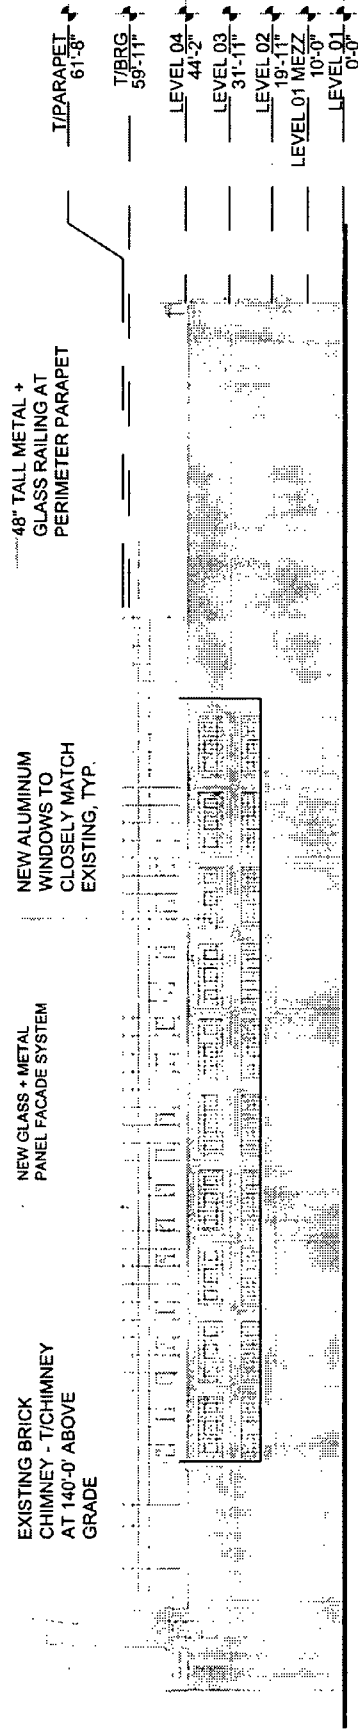 EXISTING BRICK
CHIMNEY - T/CHIMNEY
AT 140'-0' ABOVE
GRADE
NEW GLASS + METAL
PANEL FACADE SYSTEM
NEW ALUMINUM
WINDOWS TO
CLOSELY MATCH
EXISTING, TYP.
48" TALL METAL +
GLASS RAILING AT
PERIMETER PARAPET
T/PARAPET
61'-8"
T/BRG
59'-11"
LEVEL 04
44'-2"
LEVEL 03
31'-11"
LEVEL 02
19'-11"
LEVEL 01 MEZZ
10'-0"
LEVEL 01
0'-0"